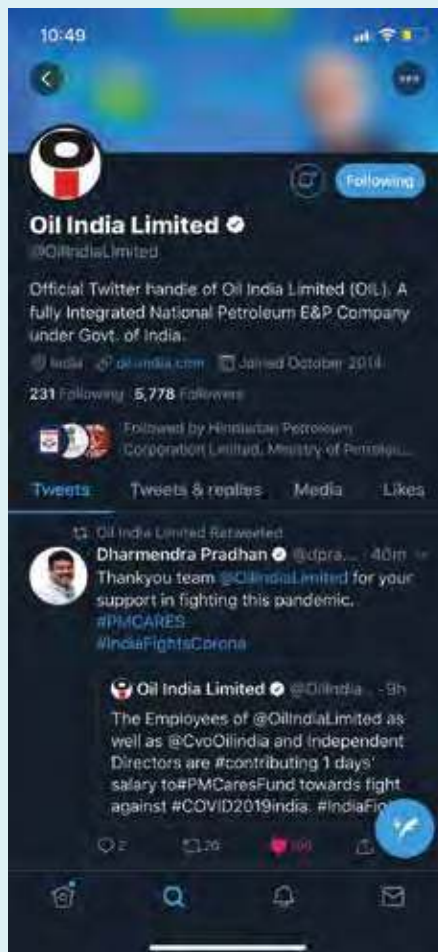 10:49
Following
Oil India Limited
@OilIndiaLimited
Official Twitter handle of Oil India Limited (OIL). A
fully Integrated National Petroleum E&P Company
under Govt. of India.
India oil-india.com Joined October 2014
231 Following 5,778 Followers
Followed by Hindustan Petroleum
Corporation Limited, Ministry of Petroleu...
Tweets Tweets & replies Media Likes
Oil India Limited Retweeted
Dharmendra Pradhan @dpra... · 40m
Thankyou team @OilIndiaLimited for your
support in fighting this pandemic.
#PMCARES
#IndiaFightsCorona
Oil India Limited @OilIndia... · 9h
The Employees of @OilIndiaLimited as
well as @CvoOilindia and Independent
Directors are #contributing 1 days'
salary to#PMCaresFund towards fight
against #COVID2019india. #IndiaFig
2 26